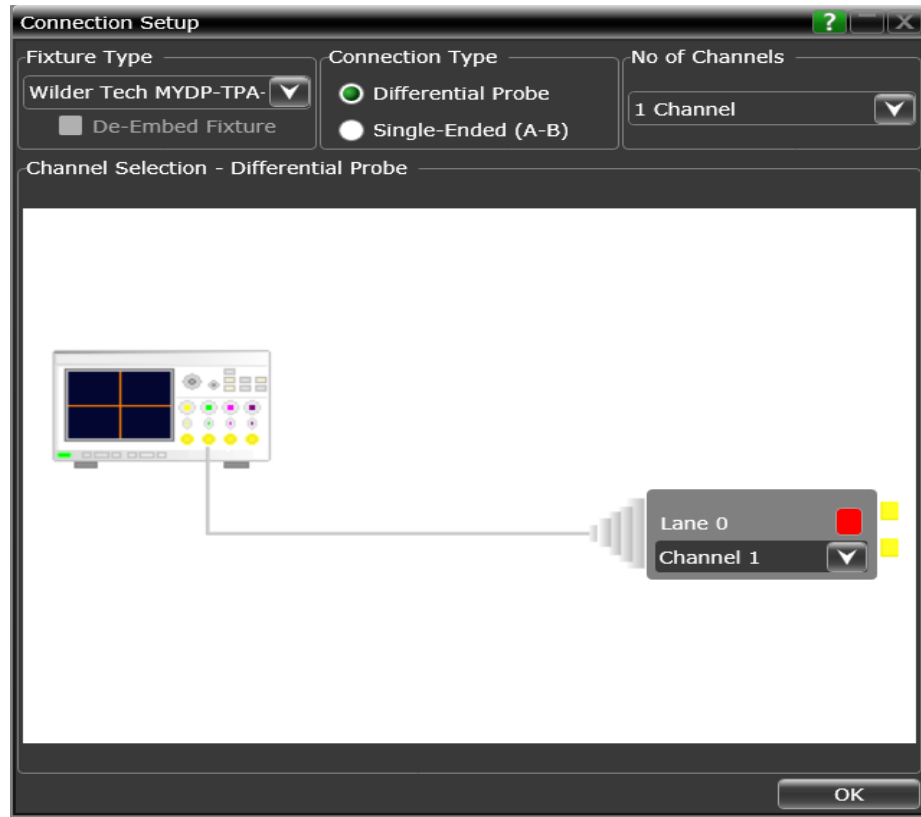 Connection Setup
?
Fixture Type
Connection Type
No of Channels
Wilder Tech MYDP-TPA-
Differential Probe
1 Channel
De-Embed Fixture
Single-Ended (A-B)
Channel Selection - Differential Probe
Lane 0
Channel 1
OK